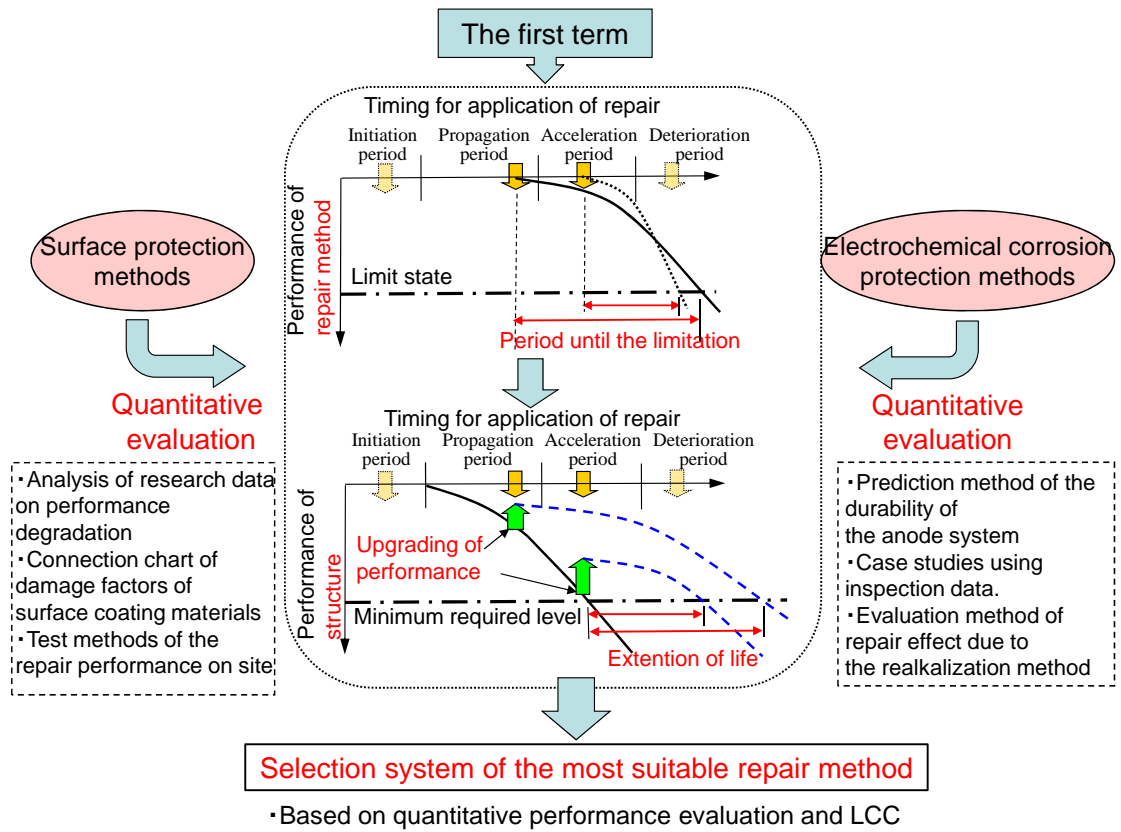 The first term
Timing for application of repair
Initiation
period
Propagation
period
Acceleration
period
Deterioration
period
Performance of
repair method
Limit state
Period until the limitation
Surface protection
methods
Electrochemical corrosion
protection methods
Quantitative
evaluation
Quantitative
evaluation
・Analysis of research data
on performance
degradation
・Connection chart of
damage factors of
surface coating materials
・Test methods of the
repair performance on site
Timing for application of repair
Initiation
period
Propagation
period
Acceleration
period
Deterioration
period
Performance of
structure
Upgrading of
performance
Minimum required level
Extention of life
・Prediction method of the
durability of
the anode system
・Case studies using
inspection data.
・Evaluation method of
repair effect due to
the realkalization method
Selection system of the most suitable repair method
・Based on quantitative performance evaluation and LCC